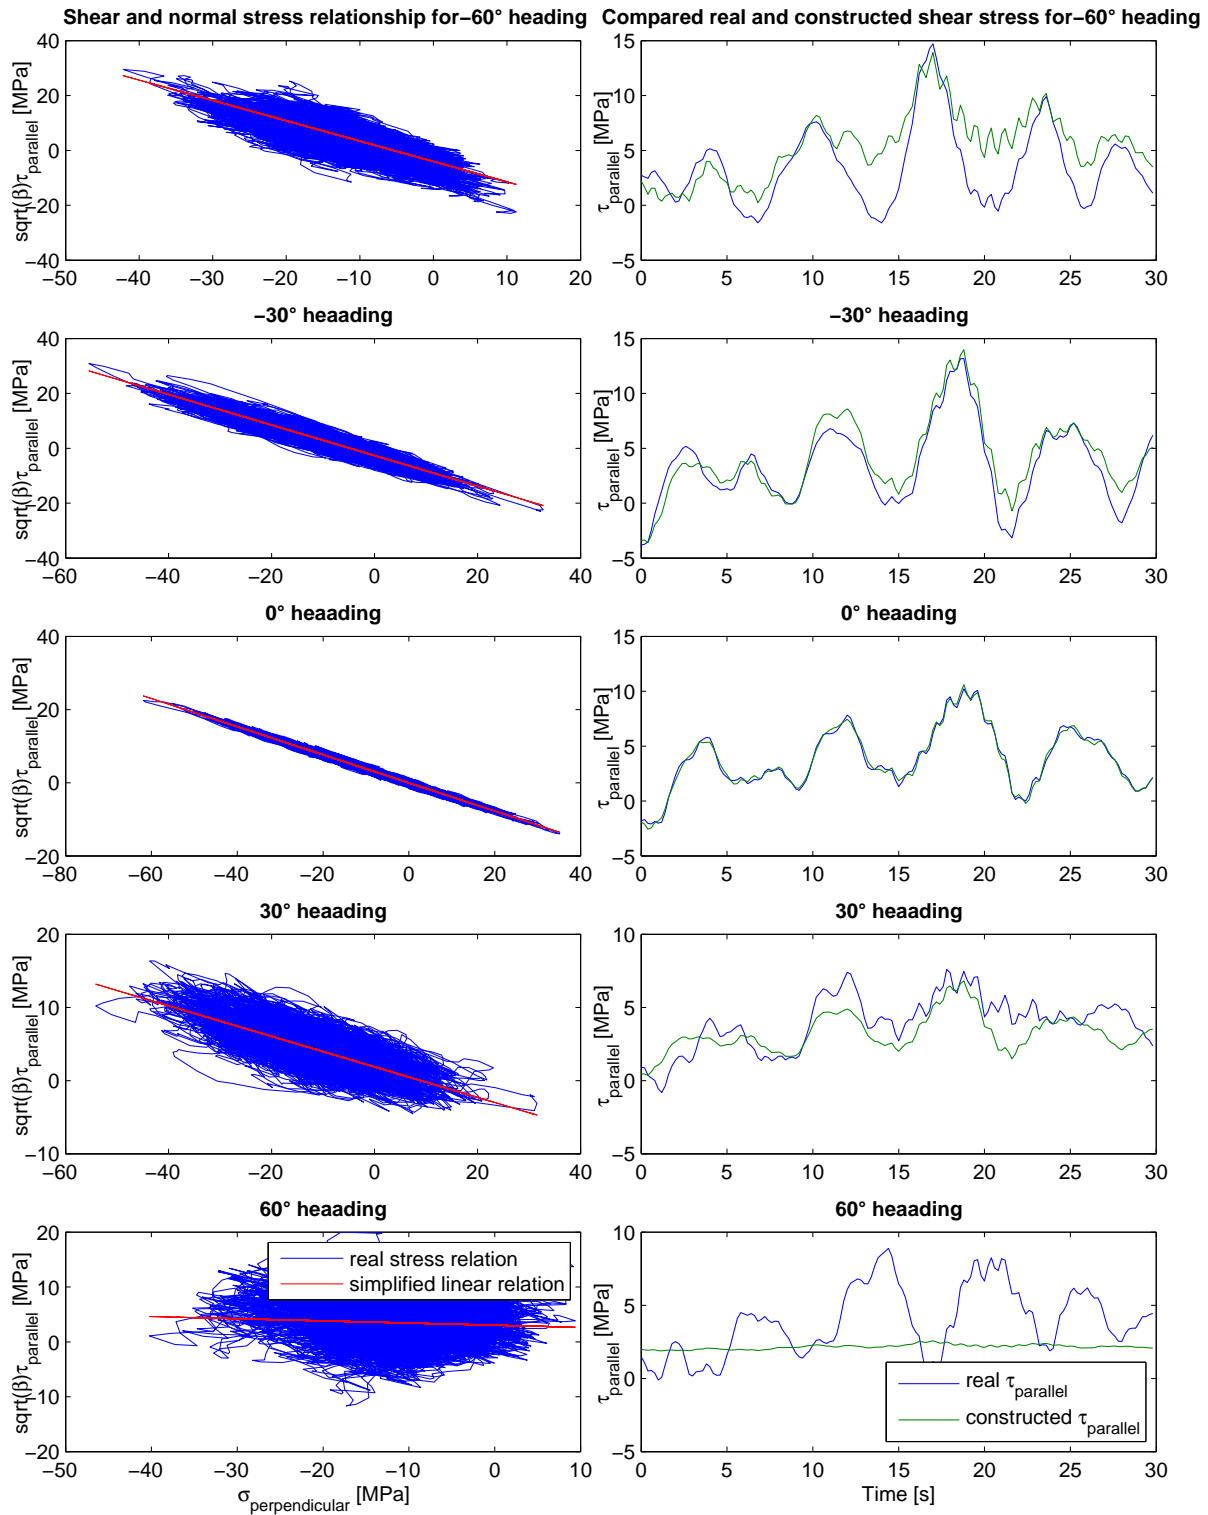 Shear and normal stress relationship for−60° heading
Compared real and constructed shear stress for−60° heading
sqrt(β)τparallel [MPa]
40
20
0
−20
−40
−50 −40 −30 −20 −10 0 10 20
τparallel [MPa]
15
10
5
0
−5
0 5 10 15 20 25 30
−30° heaading
sqrt(β)τparallel [MPa]
40
20
0
−20
−40
−60 −40 −20 0 20 40
−30° heaading
τparallel [MPa]
15
10
5
0
−5
0 5 10 15 20 25 30
0° heaading
sqrt(β)τparallel [MPa]
40
20
0
−20
−80 −60 −40 −20 0 20 40
0° heaading
τparallel [MPa]
15
10
5
0
−5
0 5 10 15 20 25 30
30° heaading
sqrt(β)τparallel [MPa]
20
10
0
−10
−60 −40 −20 0 20 40
30° heaading
τparallel [MPa]
10
5
0
−5
0 5 10 15 20 25 30
60° heaading
sqrt(β)τparallel [MPa]
20
10
0
−10
−20
real stress relation
simplified linear relation
−50 −40 −30 −20 −10 0 10
σperpendicular [MPa]
60° heaading
τparallel [MPa]
10
5
0
−5
real τparallel
constructed τparallel
0 5 10 15 20 25 30
Time [s]